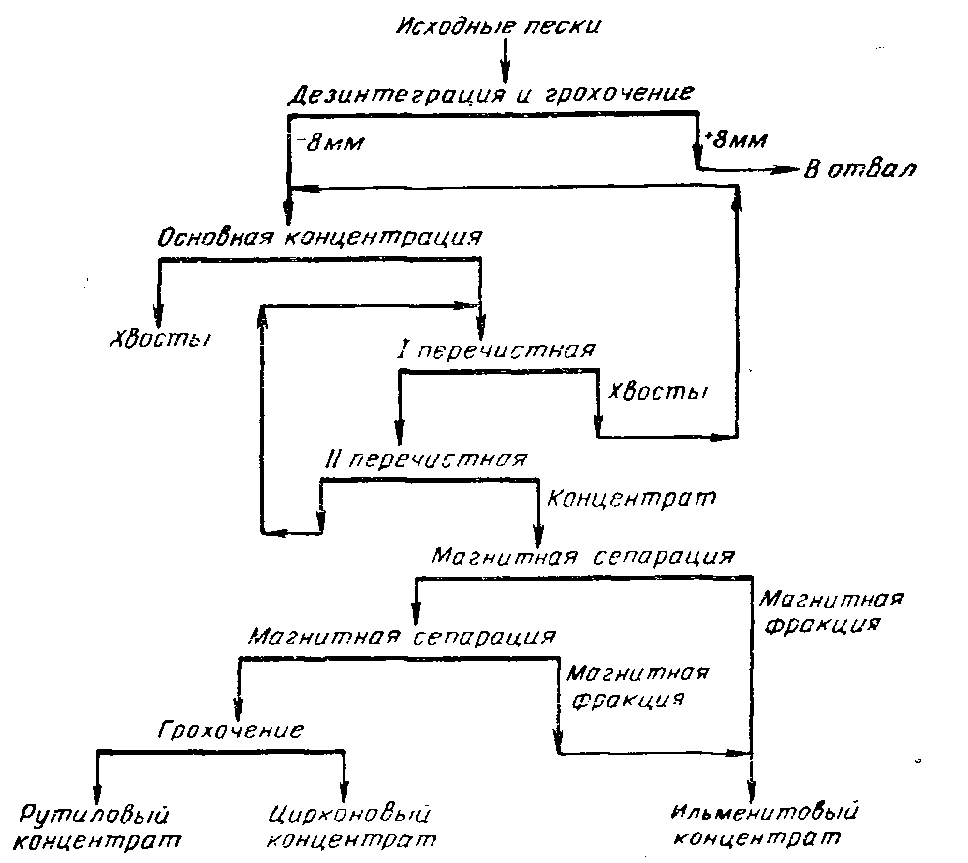 Исходные пески
Дезинтеграция и грохочение
-8мм
+8мм
В отвал
Основная концентрация
Хвосты
I перечистная
Хвосты
II перечистная
Концентрат
Магнитная сепарация
Магнитная
фракция
Магнитная сепарация
Магнитная
фракция
Грохочение
Рутиловый
концентрат
Цирконовый
концентрат
Ильменитовый
концентрат